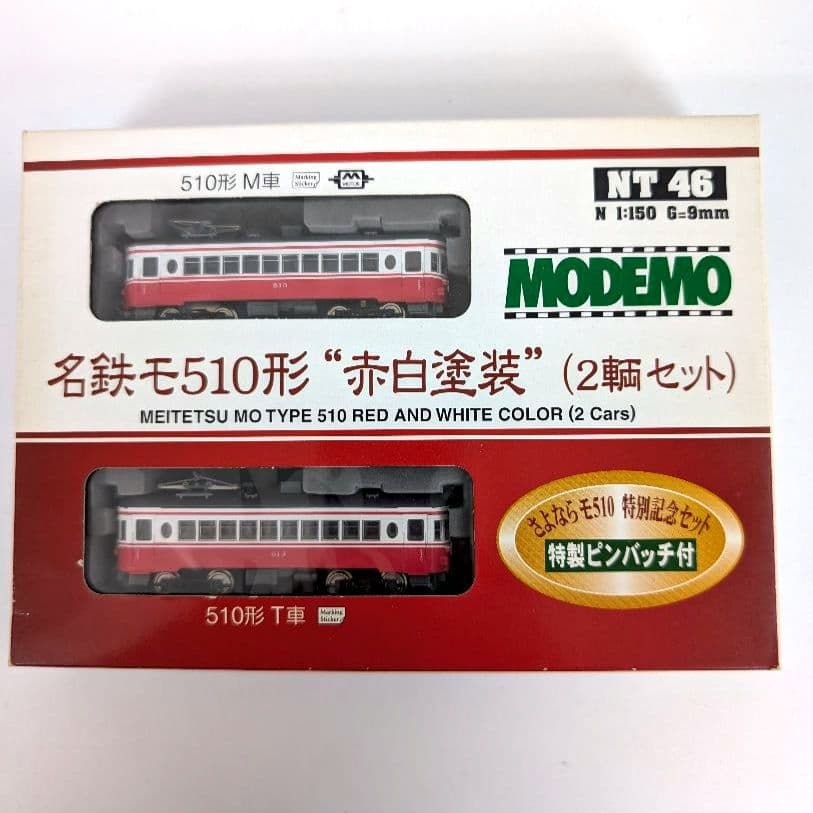 510形 M車 Marking Sticker M MOTOR
NT 46
N 1:150 G=9mm
MODEMO
名鉄モ510形 “赤白塗装” (2輌セット)
MEITETSU MO TYPE 510 RED AND WHITE COLOR (2 Cars)
さよならモ510 特別記念セット
特製ピンバッチ付
510形 T車 Marking Sticker